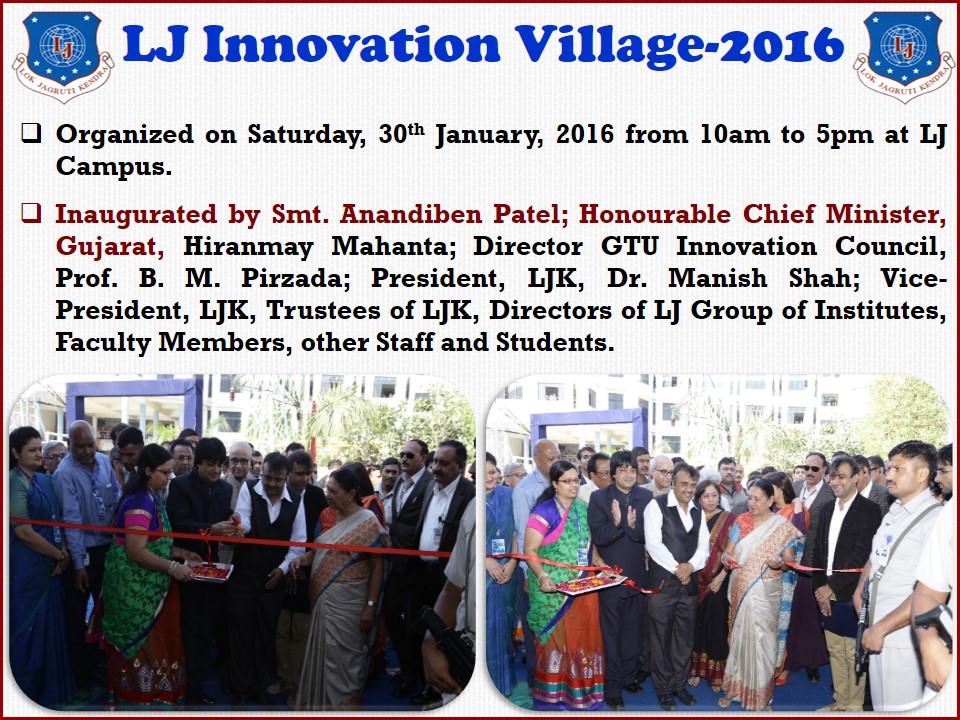 LJ Innovation Village-2016
LJ
LOK JAGRUTI KENDRA
LJ
LOK JAGRUTI KENDRA
❑ Organized on Saturday, 30th January, 2016 from 10am to 5pm at LJ
Campus.
❑ Inaugurated by Smt. Anandiben Patel; Honourable Chief Minister,
Gujarat, Hiranmay Mahanta; Director GTU Innovation Council,
Prof. B. M. Pirzada; President, LJK, Dr. Manish Shah; Vice-
President, LJK, Trustees of LJK, Directors of LJ Group of Institutes,
Faculty Members, other Staff and Students.